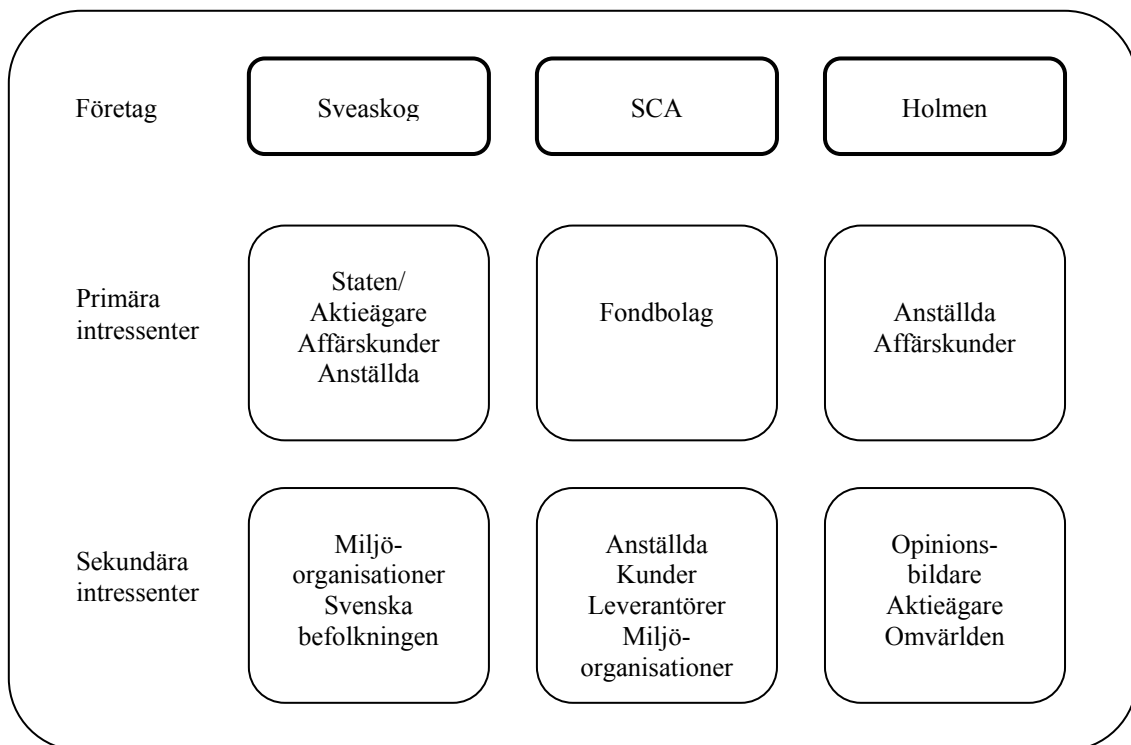 Företag
Sveaskog
SCA
Holmen
Primära
intressenter
Staten/
Aktieägare
Affärskunder
Anställda
Fondbolag
Anställda
Affärskunder
Sekundära
intressenter
Miljö-
organisationer
Svenska
befolkningen
Anställda
Kunder
Leverantörer
Miljö-
organisationer
Opinions-
bildare
Aktieägare
Omvärlden